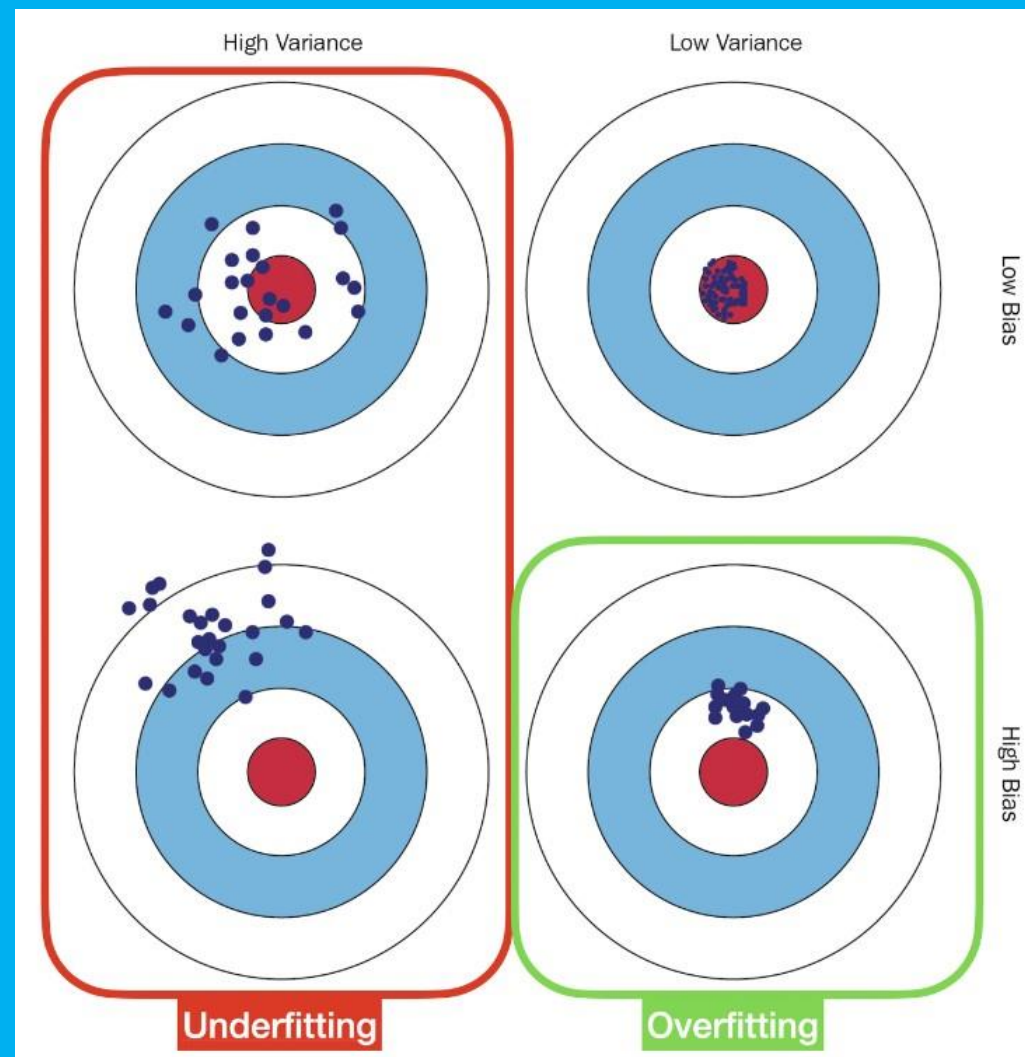 High Variance
Low Variance
Low Bias
High Bias
Underfitting
Overfitting